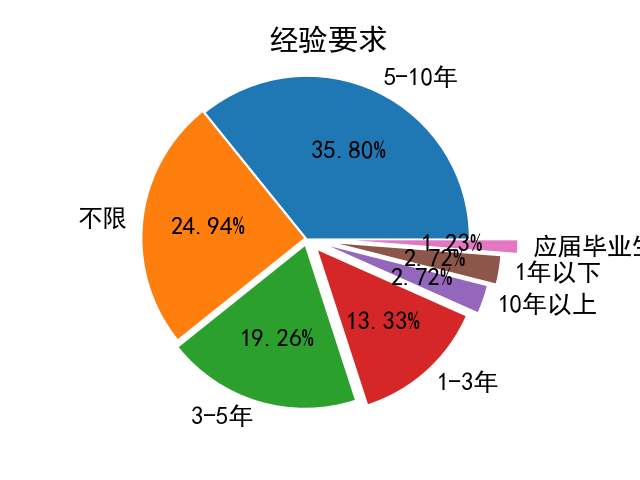 经验要求
5-10年
35.80%
不限
24.94%
应届毕业生
1.23%
2.72%
1年以下
2.72%
10年以上
13.33%
19.26%
1-3年
3-5年